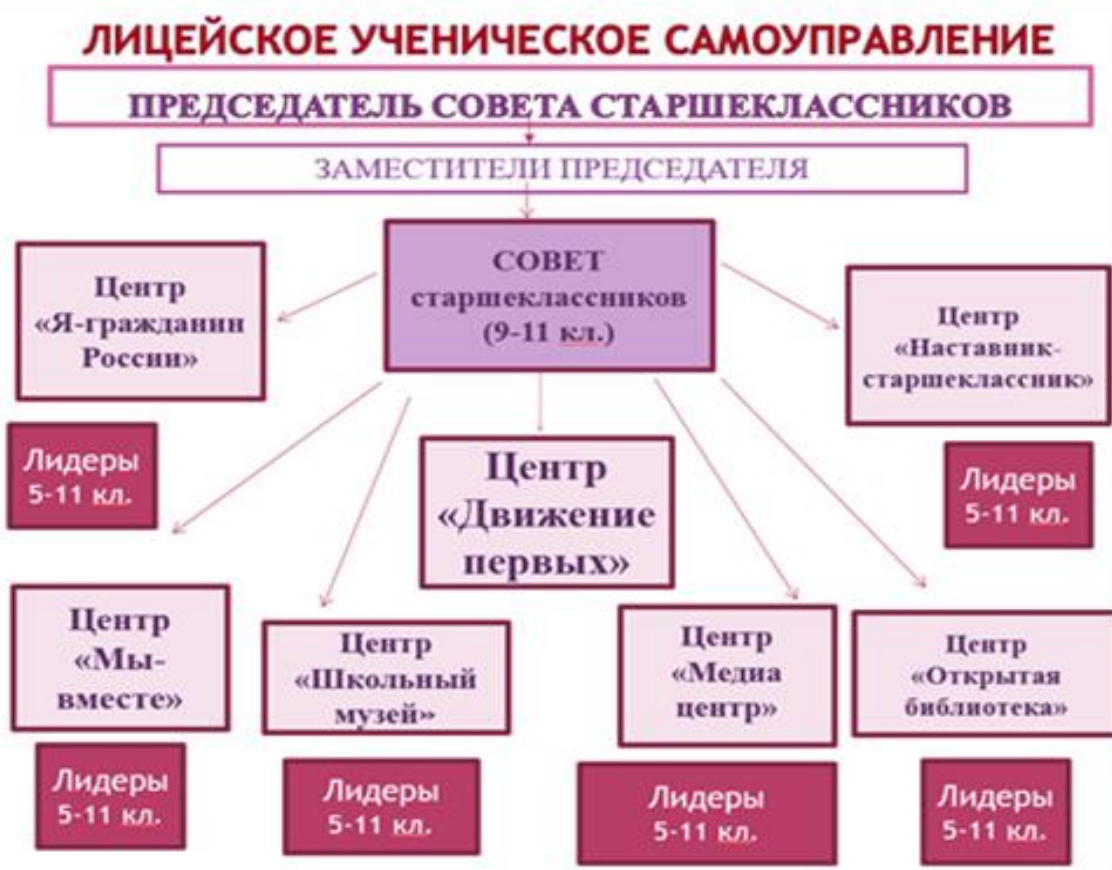 ЛИЦЕЙСКОЕ УЧЕНИЧЕСКОЕ САМОУПРАВЛЕНИЕ
ПРЕДСЕДАТЕЛЬ СОВЕТА СТАРШЕКЛАССНИКОВ
ЗАМЕСТИТЕЛИ ПРЕДСЕДАТЕЛЯ
СОВЕТ
старшеклассников
(9-11 кл.)
Центр
«Я-гражданин
России»
Лидеры
5-11 кл.
Центр
«Наставник-
старшеклассник»
Лидеры
5-11 кл.
Центр
«Движение
первых»
Центр
«Мы-
вместе»
Лидеры
5-11 кл.
Центр
«Школьный
музей»
Лидеры
5-11 кл.
Центр
«Медиа
центр»
Лидеры
5-11 кл.
Центр
«Открытая
библиотека»
Лидеры
5-11 кл.